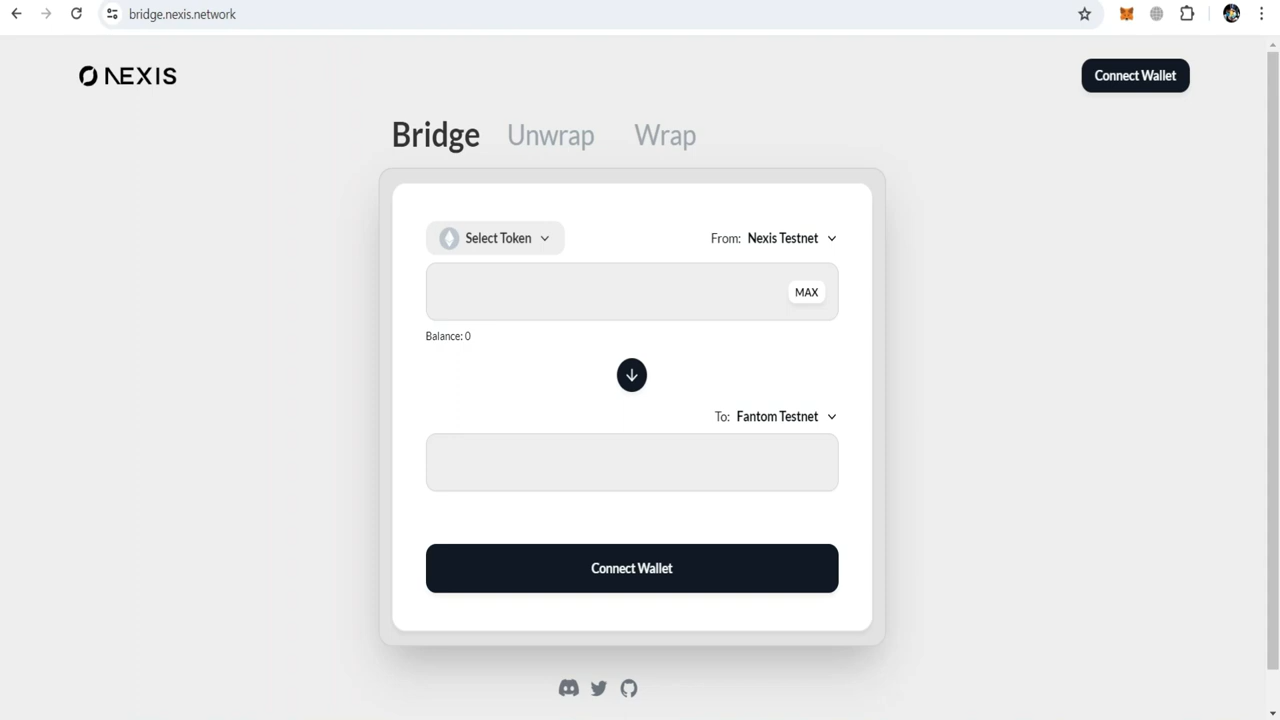 bridge.nexis.network
NEXIS
Connect Wallet
Bridge Unwrap Wrap
Select Token From: Nexis Testnet
MAX
Balance: 0
To: Fantom Testnet
Connect Wallet